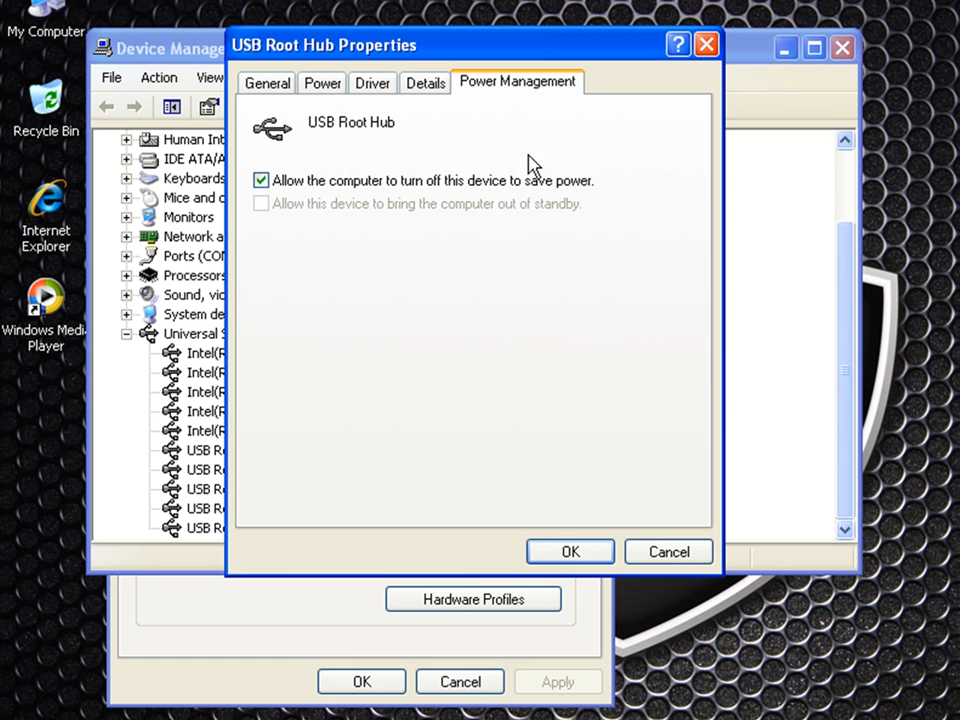 My Computer
Recycle Bin
Internet
Explorer
Windows Medi
Player
Device Manage
File Action View
Human Int
IDE ATA/A
Keyboards
Mice and o
Monitors
Network a
Ports (COM
Processors
Sound, vid
System de
Universal S
Intel(R
Intel(R
Intel(R
Intel(R
Intel(R
USB Ro
USB Ro
USB Ro
USB Ro
USB Ro
USB Root Hub Properties
General Power Driver Details Power Management
USB Root Hub
Allow the computer to turn off this device to save power.
Allow this device to bring the computer out of standby.
OK Cancel
Hardware Profiles
OK Cancel Apply